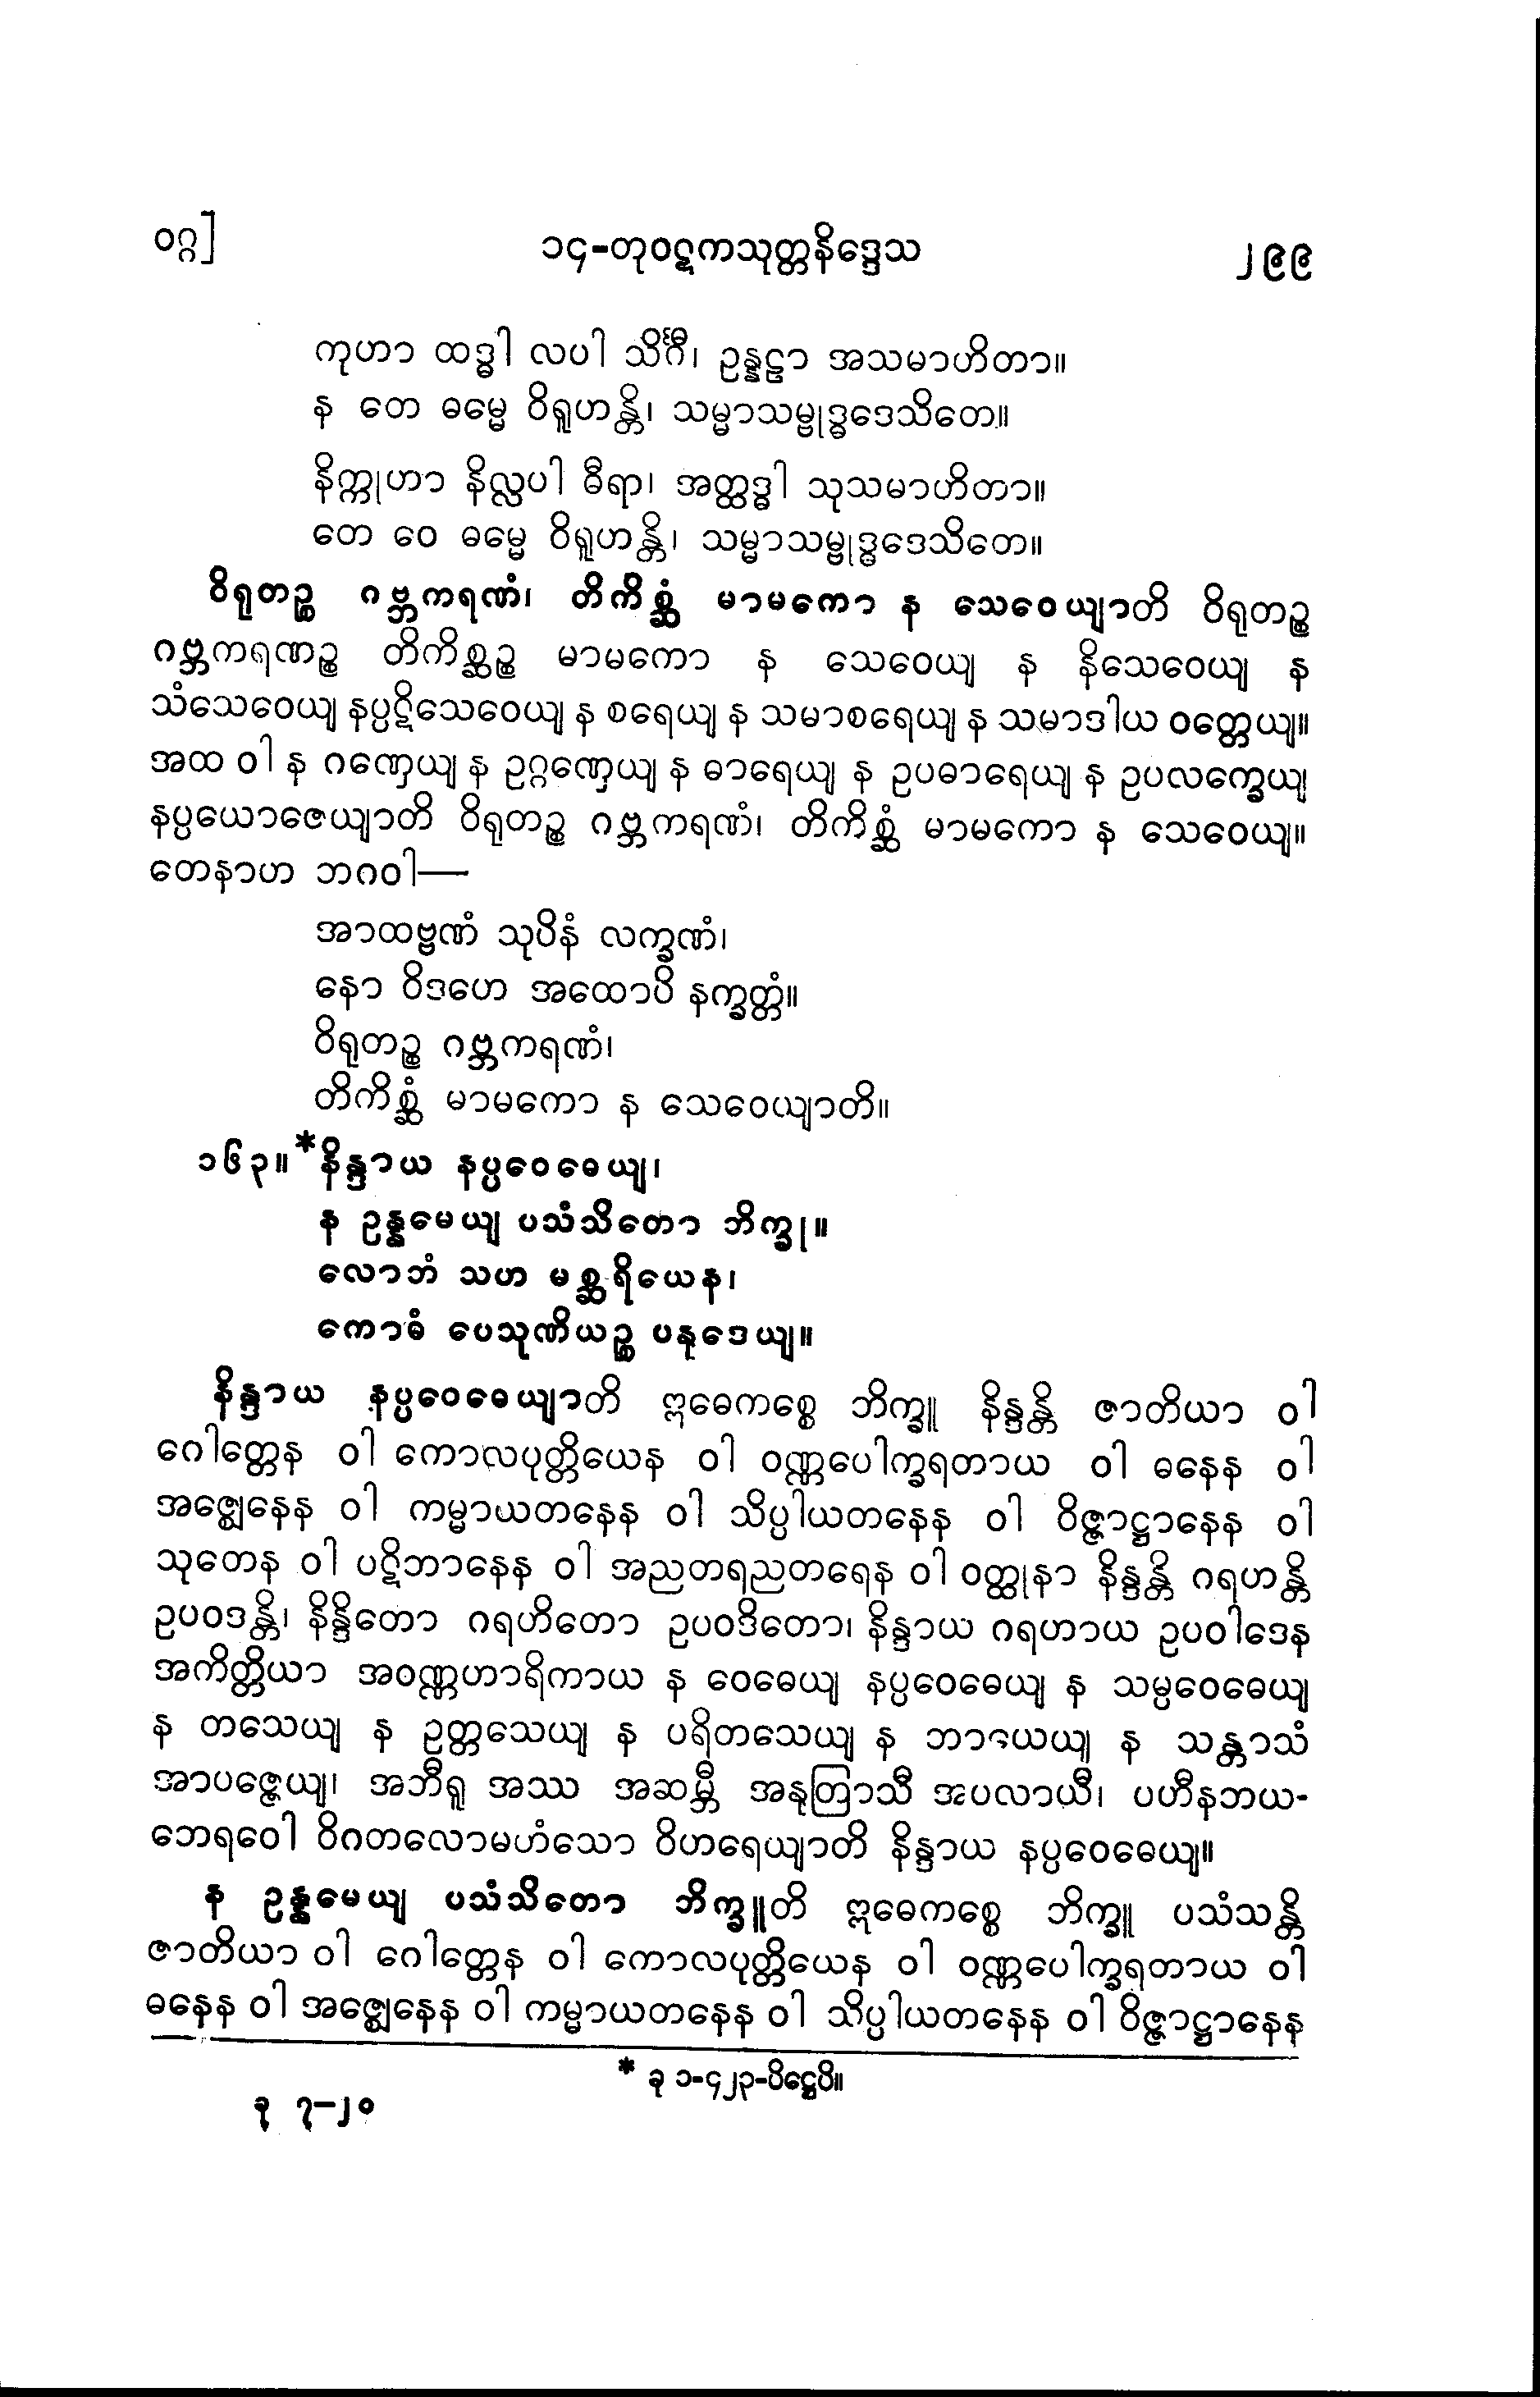 ဝဂ္ဂ]
၁၄-တုဝဋကသုတ္တနိဒ္ဒေသ
၂၉၉
ကုဟာ ထဒ္ဓါ လပါ သိင်္ဂီ၊ ဥန္နဠာ အသမာဟိတာ။
န တေ ဓမ္မေ ဝိရူဟန္တိ၊ သမ္မာသမ္ဗုဒ္ဓဒေသိတေ။
နိက္ကုဟာ နိလ္လပါ ဓီရာ၊ အတ္ထဒ္ဓါ သုသမာဟိတာ။
တေ ဝေ ဓမ္မေ ဝိရူဟန္တိ၊ သမ္မာသမ္ဗုဒ္ဓဒေသိတေ။
ဝိရုတဉ္စ ဂဗ္ဘကရဏံ၊ တိကိစ္ဆံ မာမကော န သေဝေယျာတိ ဝိရုတဉ္စ
ဂဗ္ဘကရဏဉ္စ တိကိစ္ဆဉ္စ မာမကော န သေဝေယျ န နိသေဝေယျ န
သံသေဝေယျ နပ္ပဋိသေဝေယျ န စရေယျ န သမာစရေယျ န သမာဒါယ ဝတ္တေယျ။
အထ ဝါ န ဂဏှေယျ န ဥဂ္ဂဏှေယျ န ဓာရေယျ န ဥပဓာရေယျ န ဥပလက္ခေယျ
နပ္ပယောဇေယျာတိ ဝိရုတဉ္စ ဂဗ္ဘကရဏံ၊ တိကိစ္ဆံ မာမကော န သေဝေယျ။
တေနာဟ ဘဂဝါ—
အာထဗ္ဗဏံ သုပိနံ လက္ခဏံ၊
နော ဝိဒဟေ အထောပိ နက္ခတ္တံ။
ဝိရုတဉ္စ ဂဗ္ဘကရဏံ၊
တိကိစ္ဆံ မာမကော န သေဝေယျာတိ။
၁၆၃။ *နိန္ဒာယ နပ္ပဝေဓေယျ၊
န ဥန္နမေယျ ပသံသိတော ဘိက္ခု။
လောဘံ သဟ မစ္ဆရိယေန၊
ကောဓံ ပေသုဏိယဉ္စ ပနုဒေယျ။
နိန္ဒာယ နပ္ပဝေဓေယျာတိ ဣဓေကစ္စေ ဘိက္ခူ နိန္ဒန္တိ ဇာတိယာ ဝါ
ဂေါတ္တေန ဝါ ကောလပုတ္တိယေန ဝါ ဝဏ္ဏပေါက္ခရတာယ ဝါ ဓနေန ဝါ
အဇ္ဈေနေန ဝါ ကမ္မာယတနေန ဝါ သိပ္ပါယတနေန ဝါ ဝိဇ္ဇာဋ္ဌာနေန ဝါ
သုတေန ဝါ ပဋိဘာနေန ဝါ အညတရညတရေန ဝါ ဝတ္ထုနာ နိန္ဒန္တိ ဂရဟန္တိ
ဥပဝဒန္တိ၊ နိန္ဒိတော ဂရဟိတော ဥပဝဒိတော၊ နိန္ဒာယ ဂရဟာယ ဥပဝါဒေန
အကိတ္တိယာ အဝဏ္ဏဟာရိကာယ န ဝေဓေယျ နပ္ပဝေဓေယျ န သမ္ပဝေဓေယျ
န တသေယျ န ဥတ္တသေယျ န ပရိတသေယျ န ဘာယေယျ န သန္တာသံ
အာပဇ္ဇေယျ၊ အဘီရူ အဿ အဆမ္ဘီ အနုတြာသီ အပလာယီ၊ ပဟီနဘယ-
ဘေရဝေါ ဝိဂတလောမဟံသော ဝိဟရေယျာတိ နိန္ဒာယ နပ္ပဝေဓေယျ။
န ဥန္နမေယျ ပသံသိတော ဘိက္ခူတိ ဣဓေကစ္စေ ဘိက္ခူ ပသံသန္တိ
ဇာတိယာ ဝါ ဂေါတ္တေန ဝါ ကောလပုတ္တိယေန ဝါ ဝဏ္ဏပေါက္ခရတာယ ဝါ
ဓနေန ဝါ အဇ္ဈေနေန ဝါ ကမ္မာယတနေန ဝါ သိပ္ပါယတနေန ဝါ ဝိဇ္ဇာဋ္ဌာနေန
* ခု ၁-၄၂၃-ပိဋ္ဌေပိ။
ခု ၇-၂၀